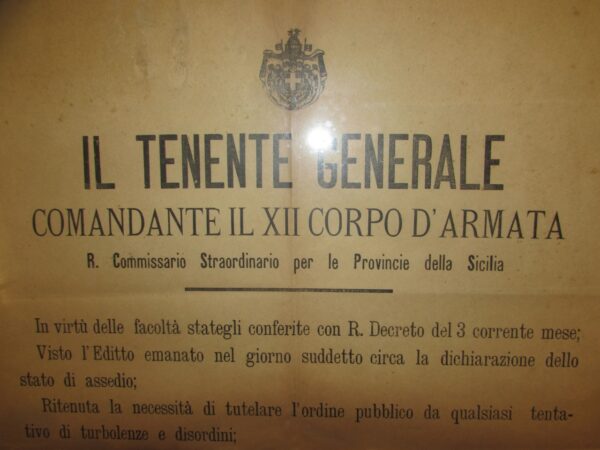 IL TENENTE GENERALE
COMANDANTE IL XII CORPO D'ARMATA
R. Commissario Straordinario per le Provincie della Sicilia
In virtù delle facoltà stategli conferite con R. Decreto del 3 corrente mese;
Visto l'Editto emanato nel giorno suddetto circa la dichiarazione dello
stato di assedio;
Ritenuta la necessità di tutelare l'ordine pubblico da qualsiasi tenta-
tivo di turbolenze e disordini;